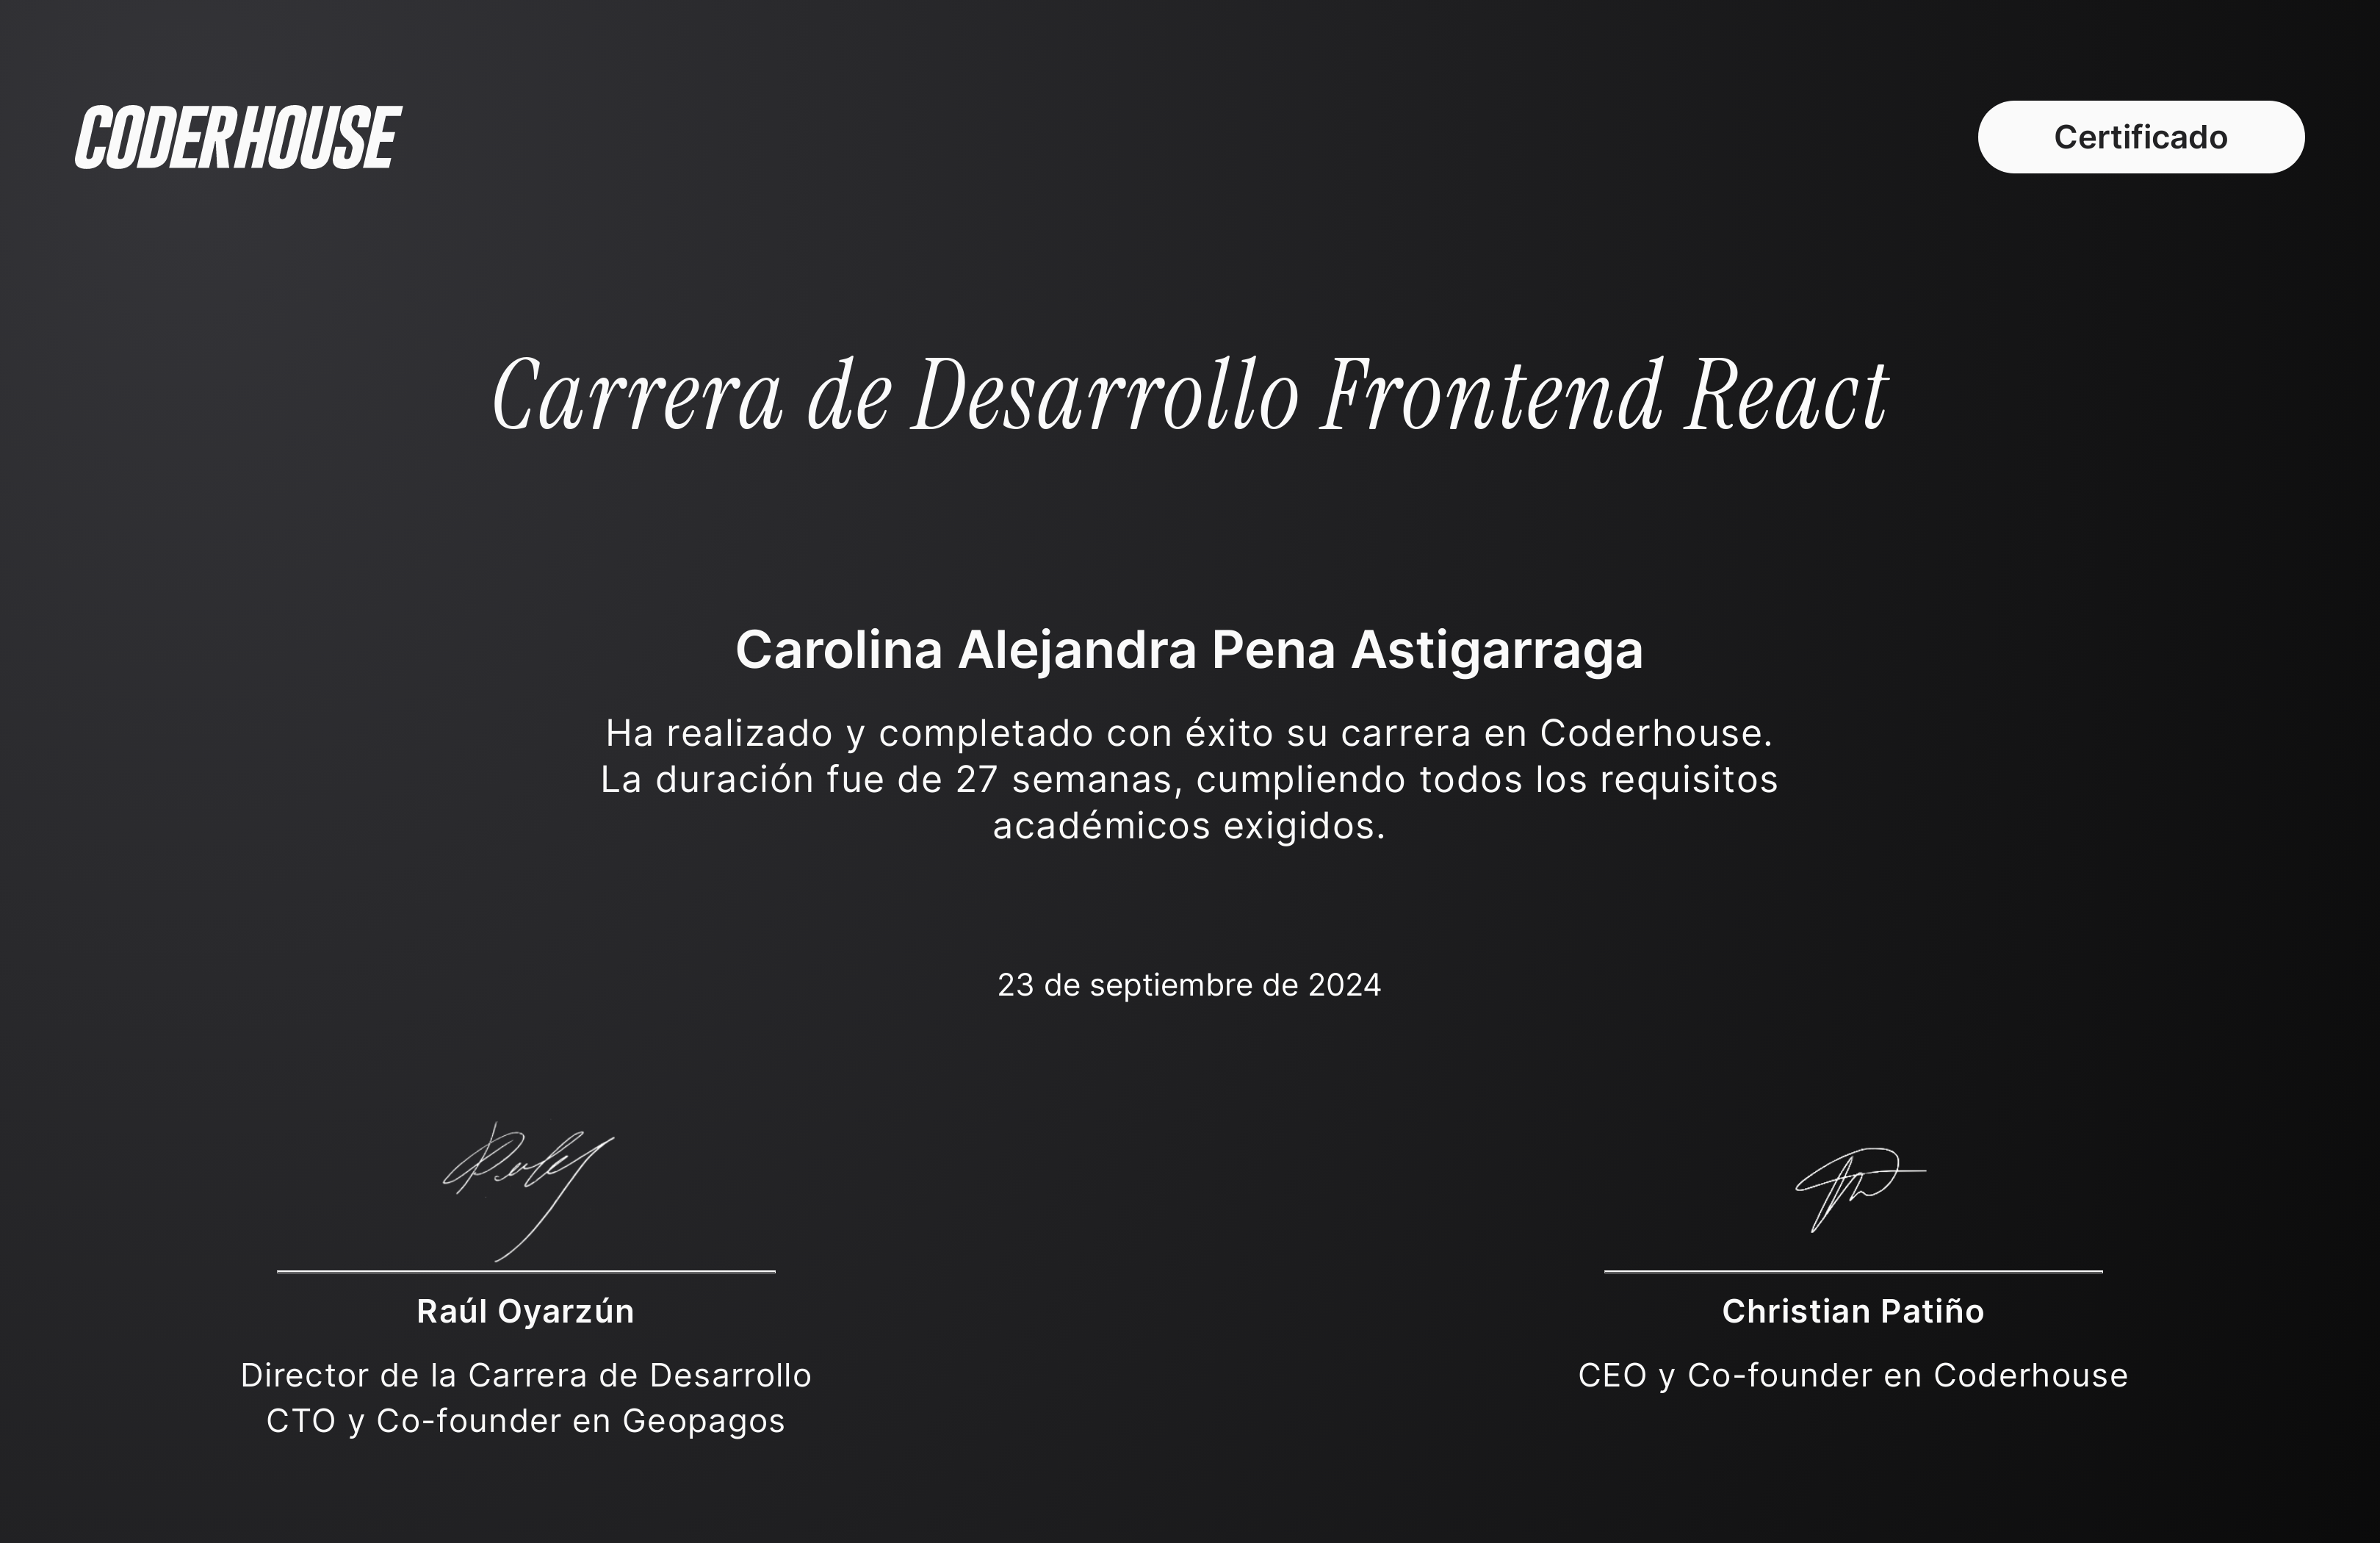 CODERHOUSE
Certificado
Carrera de Desarrollo Frontend React
Carolina Alejandra Pena Astigarraga
Ha realizado y completado con éxito su carrera en Coderhouse.
La duración fue de 27 semanas, cumpliendo todos los requisitos
académicos exigidos.
23 de septiembre de 2024
Raúl Oyarzún
Director de la Carrera de Desarrollo
CTO y Co-founder en Geopagos
Christian Patiño
CEO y Co-founder en Coderhouse